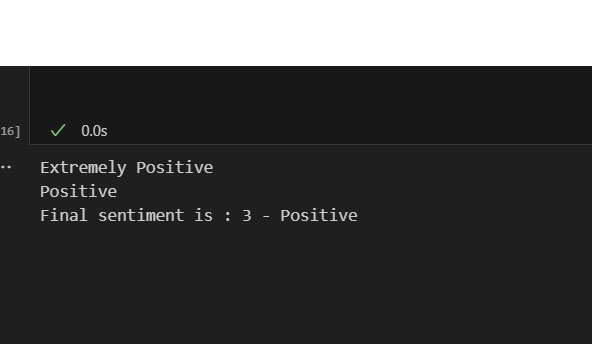 16]
0.0s
Extremely Positive
Positive
Final sentiment is : 3 - Positive